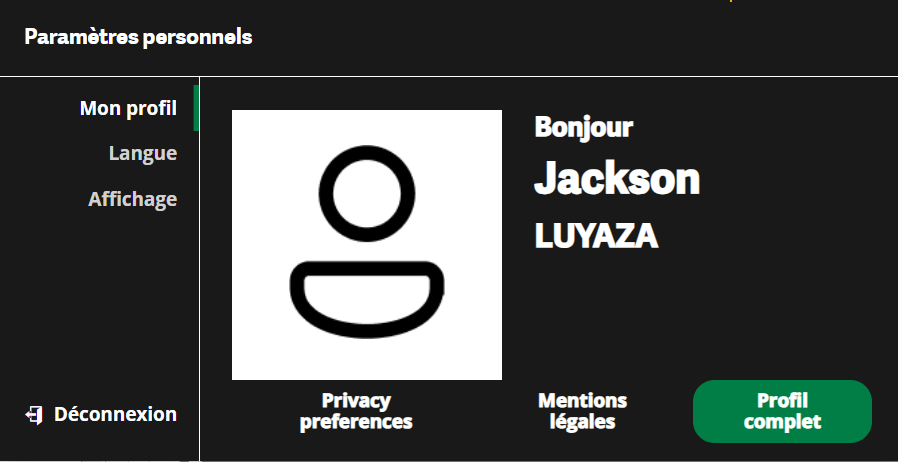 Paramètres personnels
Mon profil
Langue
Affichage
Déconnexion
Bonjour
Jackson
LUYAZA
Privacy
preferences
Mentions
légales
Profil
complet